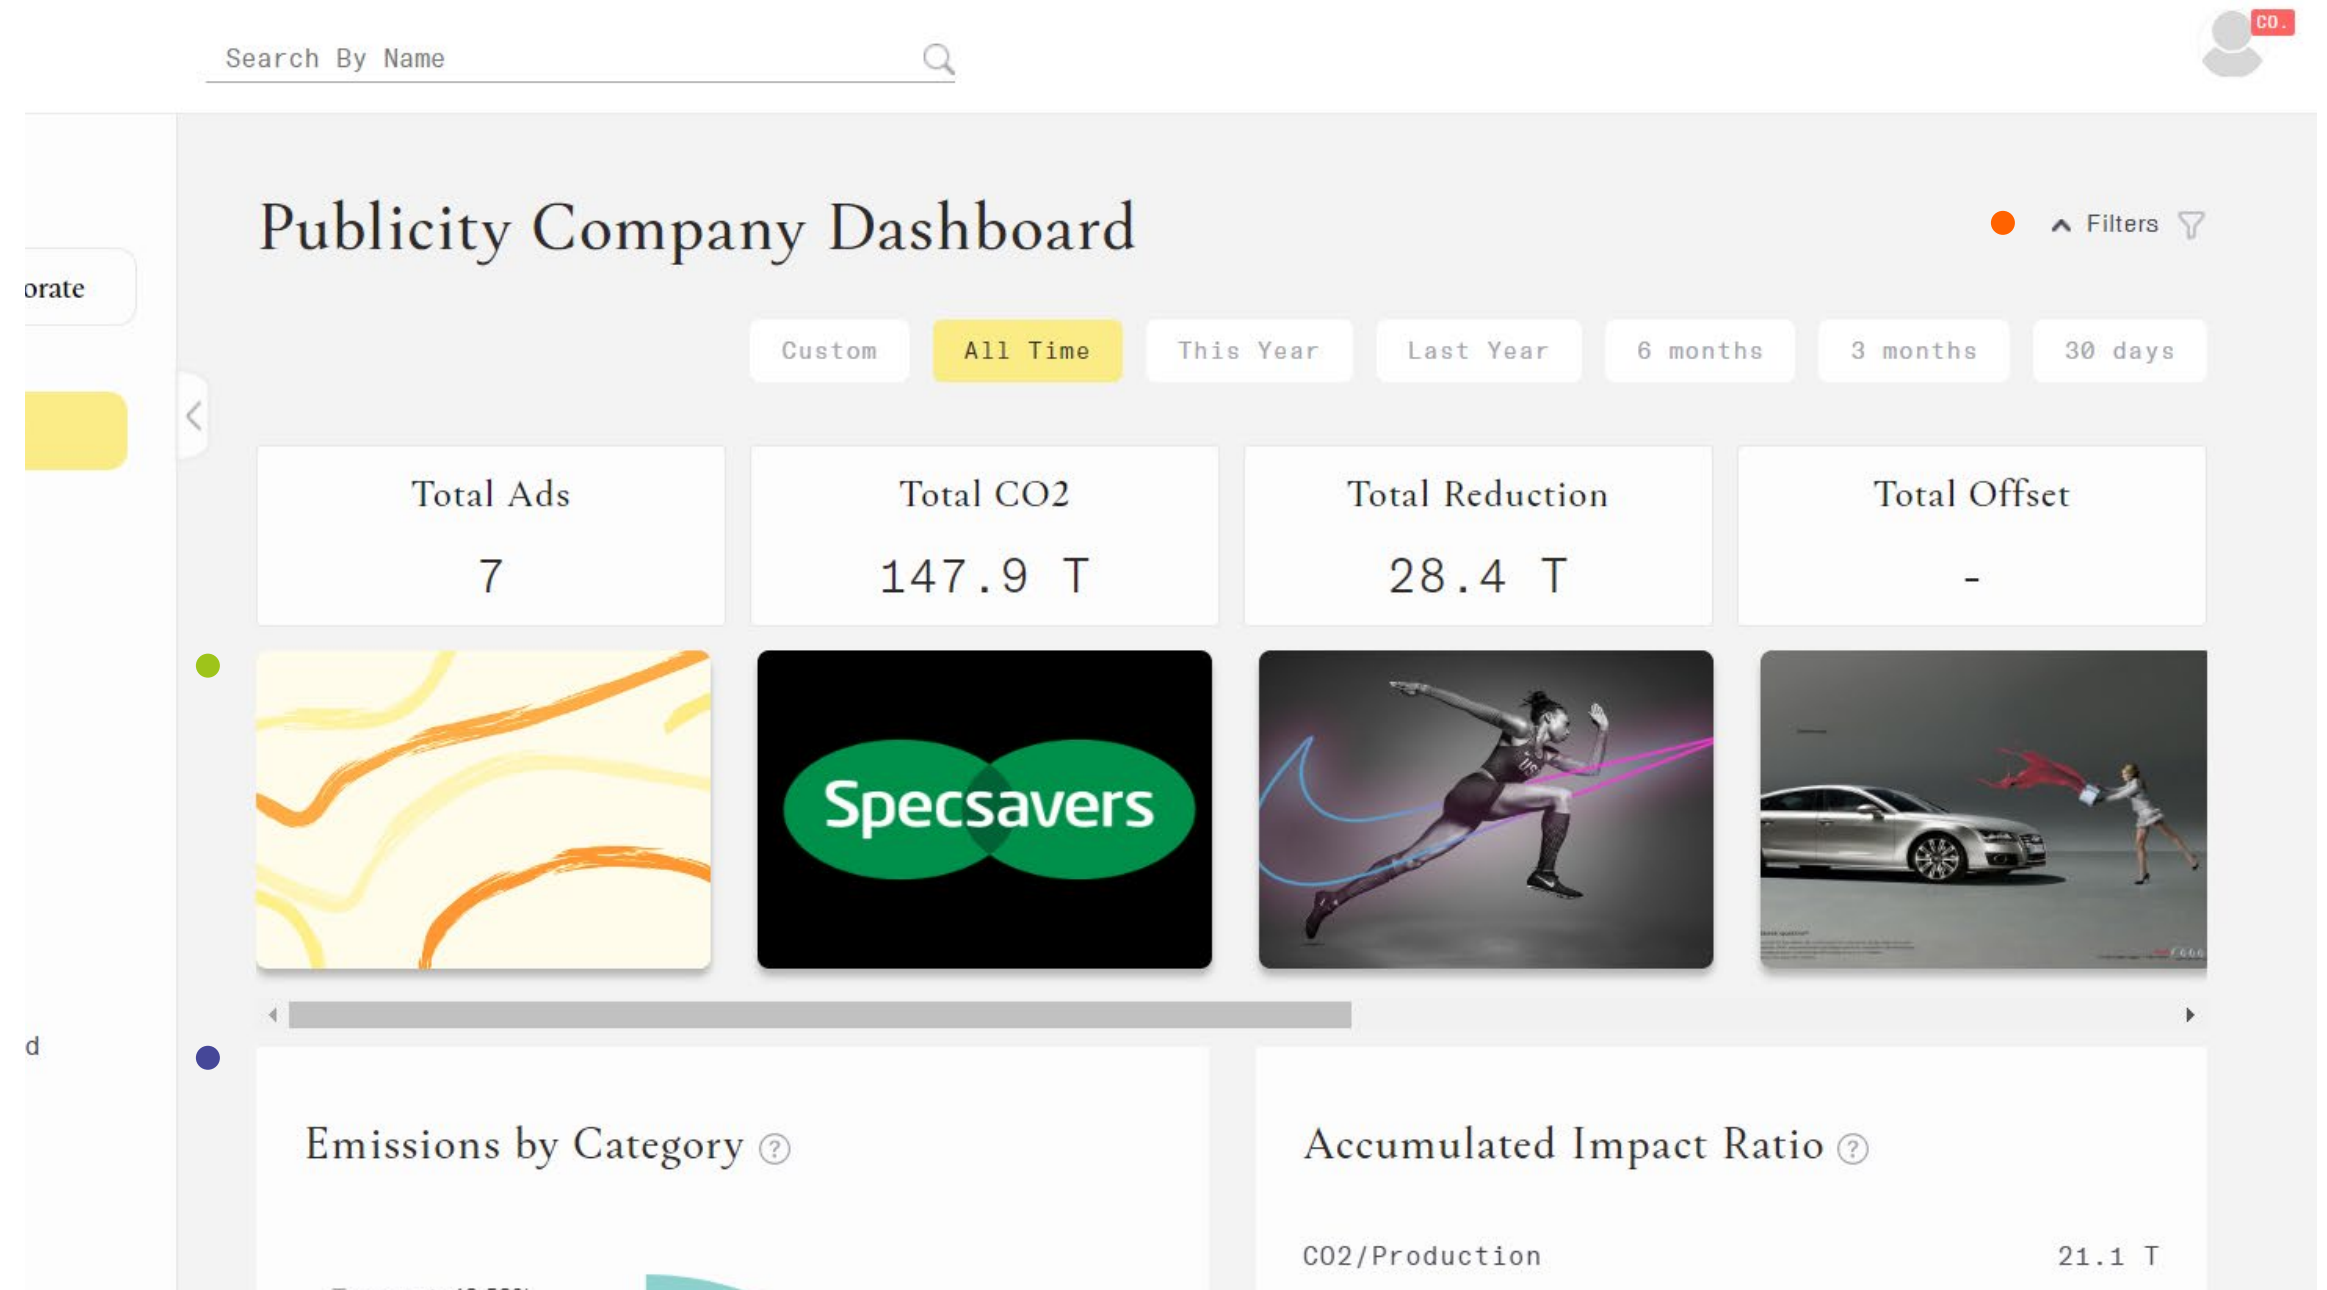 Search By Name
CO.
Publicity Company Dashboard
Filters
orate
Custom
All Time
This Year
Last Year
6 months
3 months
30 days
Total Ads
Total CO2
Total Reduction
Total Offset
7
147.9 T
28.4 T
-
Specsavers
US
d
Emissions by Category ?
Accumulated Impact Ratio ?
CO2/Production
21.1 T